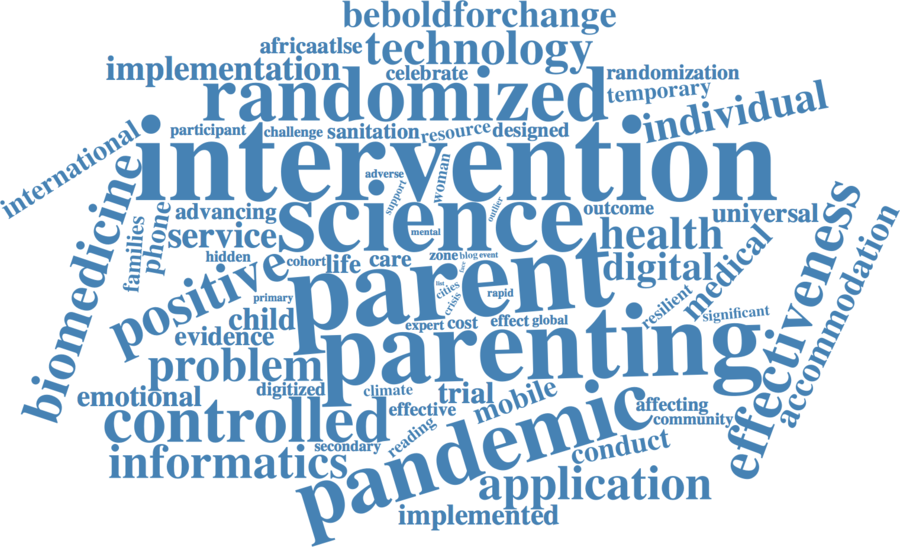 beboldforchange
africaatlse
technology
implementation
celebrate
randomization
randomized
temporary
individual
international
participant
challenge
sanitation
resource
designed
intervention
adverse
support
woman
outlier
biomedicine
families
phone
advancing
service
science
mental
outcome
universal
health
hidden
positive
cohort
life
care
zone
blog
event
face
digital
medical
effectiveness
accommodation
parent
list
cities
crisis
rapid
primary
child
evidence
expert
cost
effect
global
resilient
significant
parenting
problem
emotional
digitized
climate
trial
mobile
controlled
effective
affecting
community
pandemic
secondary
reading
conduct
informatics
application
implemented